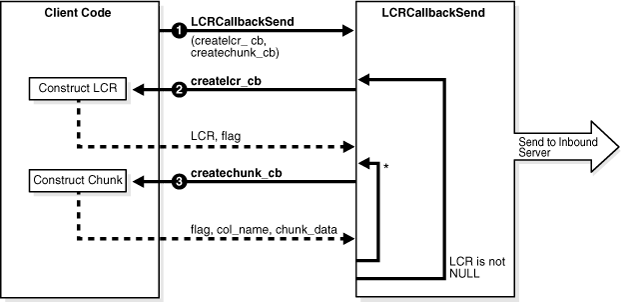 Client Code
LCRCallbackSend
1 LCRCallbackSend
(createlcr_ cb,
createchunk_cb)
2 createlcr_cb
Construct LCR
LCR, flag
3 createchunk_cb
Construct Chunk
*
flag, col_name, chunk_data
LCR is not
NULL
Send to Inbound
Server